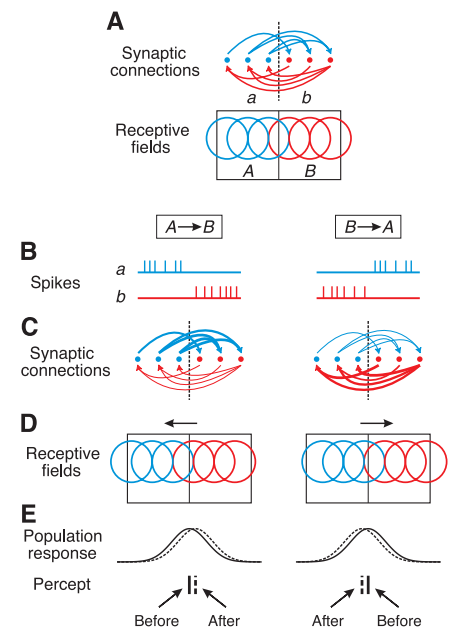 A
Synaptic
connections
a b
Receptive
fields
A B
A→B B→A
B
Spikes
a
b
C
Synaptic
connections
D
Receptive
fields
E
Population
response
Percept
Before After After Before